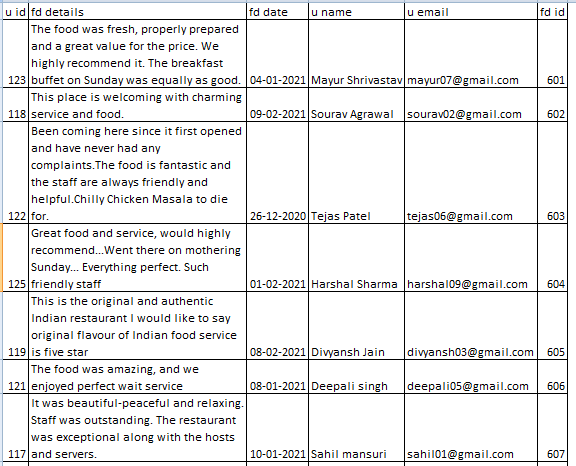 u id fd details fd date u name u email fd id
The food was fresh, properly prepared
and a great value for the price. We
highly recommend it. The breakfast
123 buffet on Sunday was equally as good. 04-01-2021 Mayur Shrivastav mayur07@gmail.com 601
This place is welcoming with charming
118 service and food. 09-02-2021 Sourav Agrawal sourav02@gmail.com 602
Been coming here since it first opened
and have never had any
complaints.The food is fantastic and
the staff are always friendly and
helpful.Chilly Chicken Masala to die
122 for. 26-12-2020 Tejas Patel tejas06@gmail.com 603
Great food and service, would highly
recommend...Went there on mothering
Sunday... Everything perfect. Such
125 friendly staff 01-02-2021 Harshal Sharma harshal09@gmail.com 604
This is the original and authentic
Indian restaurant I would like to say
original flavour of Indian food service
119 is five star 08-02-2021 Divyansh Jain divyansh03@gmail.com 605
The food was amazing, and we
121 enjoyed perfect wait service 08-01-2021 Deepali singh deepali05@gmail.com 606
It was beautiful-peaceful and relaxing.
Staff was outstanding. The restaurant
was exceptional along with the hosts
117 and servers. 10-01-2021 Sahil mansuri sahil01@gmail.com 607